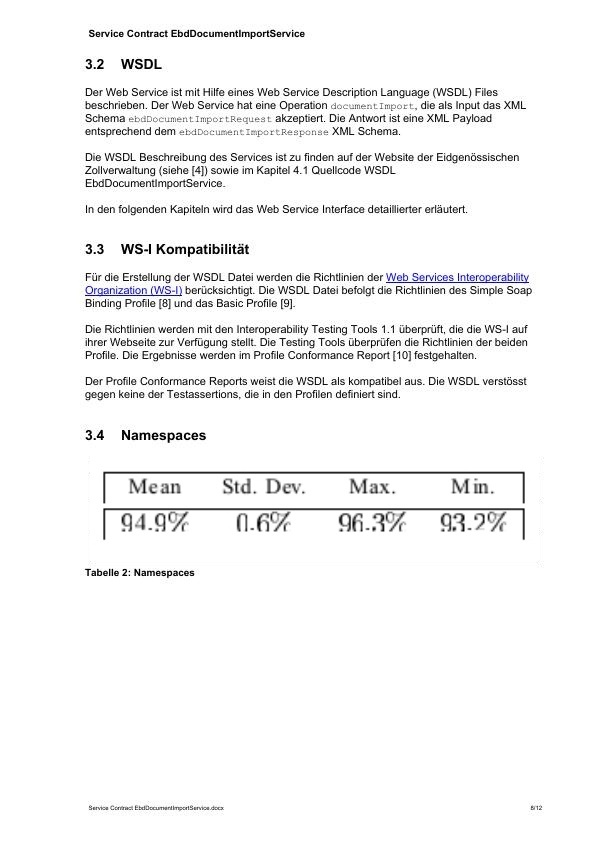 Service Contract EbdDocumentImportService
3.2 WSDL
Der Web Service ist mit Hilfe eines Web Service Description Language (WSDL) Files
beschrieben. Der Web Service hat eine Operation documentImport, die als Input das XML
Schema ebdDocumentImportRequest akzeptiert. Die Antwort ist eine XML Payload
entsprechend dem ebdDocumentImportResponse XML Schema.
Die WSDL Beschreibung des Services ist zu finden auf der Website der Eidgenössischen
Zollverwaltung (siehe [4]) sowie im Kapitel 4.1 Quellcode WSDL
EbdDocumentImportService.
In den folgenden Kapiteln wird das Web Service Interface detaillierter erläutert.
3.3 WS-I Kompatibilität
Für die Erstellung der WSDL Datei werden die Richtlinien der Web Services Interoperability
Organization (WS-I) berücksichtigt. Die WSDL Datei befolgt die Richtlinien des Simple Soap
Binding Profile [8] und das Basic Profile [9].
Die Richtlinien werden mit den Interoperability Testing Tools 1.1 überprüft, die die WS-I auf
ihrer Webseite zur Verfügung stellt. Die Testing Tools überprüfen die Richtlinien der beiden
Profile. Die Ergebnisse werden im Profile Conformance Report [10] festgehalten.
Der Profile Conformance Reports weist die WSDL als kompatibel aus. Die WSDL verstösst
gegen keine der Testassertions, die in den Profilen definiert sind.
3.4 Namespaces
Mean Std. Dev. Max. Min.
94.9% 0.6% 96.3% 93.2%
Tabelle 2: Namespaces
Service Contract EbdDocumentImportService.docx 8/12